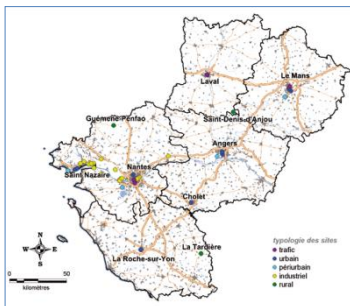 Laval
Le Mans
Guémené-Penfao
Saint-Denis-d'Anjou
Angers
Nantes
Saint Nazaire
Cholet
La Tardière
La Roche-sur-Yon
N
W E
S
0 50
kilomètres
typologie des sites
trafic
urbain
périurbain
industriel
rural